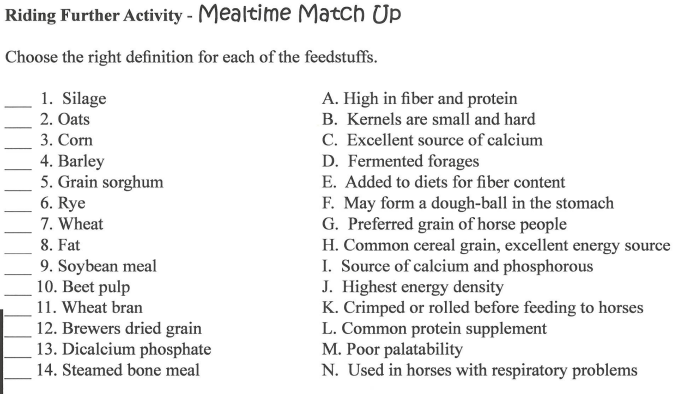 Riding Further Activity - Mealtime Match Up
Choose the right definition for each of the feedstuffs.
___ 1. Silage
___ 2. Oats
___ 3. Corn
___ 4. Barley
___ 5. Grain sorghum
___ 6. Rye
___ 7. Wheat
___ 8. Fat
___ 9. Soybean meal
___ 10. Beet pulp
___ 11. Wheat bran
___ 12. Brewers dried grain
___ 13. Dicalcium phosphate
___ 14. Steamed bone meal
A. High in fiber and protein
B. Kernels are small and hard
C. Excellent source of calcium
D. Fermented forages
E. Added to diets for fiber content
F. May form a dough-ball in the stomach
G. Preferred grain of horse people
H. Common cereal grain, excellent energy source
I. Source of calcium and phosphorous
J. Highest energy density
K. Crimped or rolled before feeding to horses
L. Common protein supplement
M. Poor palatability
N. Used in horses with respiratory problems